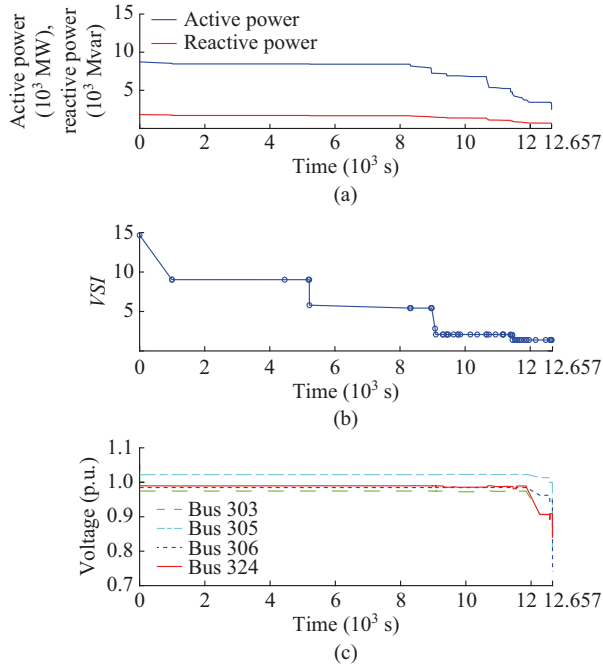 Active power
(10³ MW),
reactive power
(10³ Mvar)
15
10
5
Active power
Reactive power
0 2 4 6 8 10 12 12.657
Time (10³ s)
(a)
VSI
15
10
5
0 2 4 6 8 10 12 12.657
Time (10³ s)
(b)
Voltage (p.u.)
1.1
1.0
0.9
0.8
0.7
Bus 303
Bus 305
Bus 306
Bus 324
0 2 4 6 8 10 12 12.657
Time (10³ s)
(c)